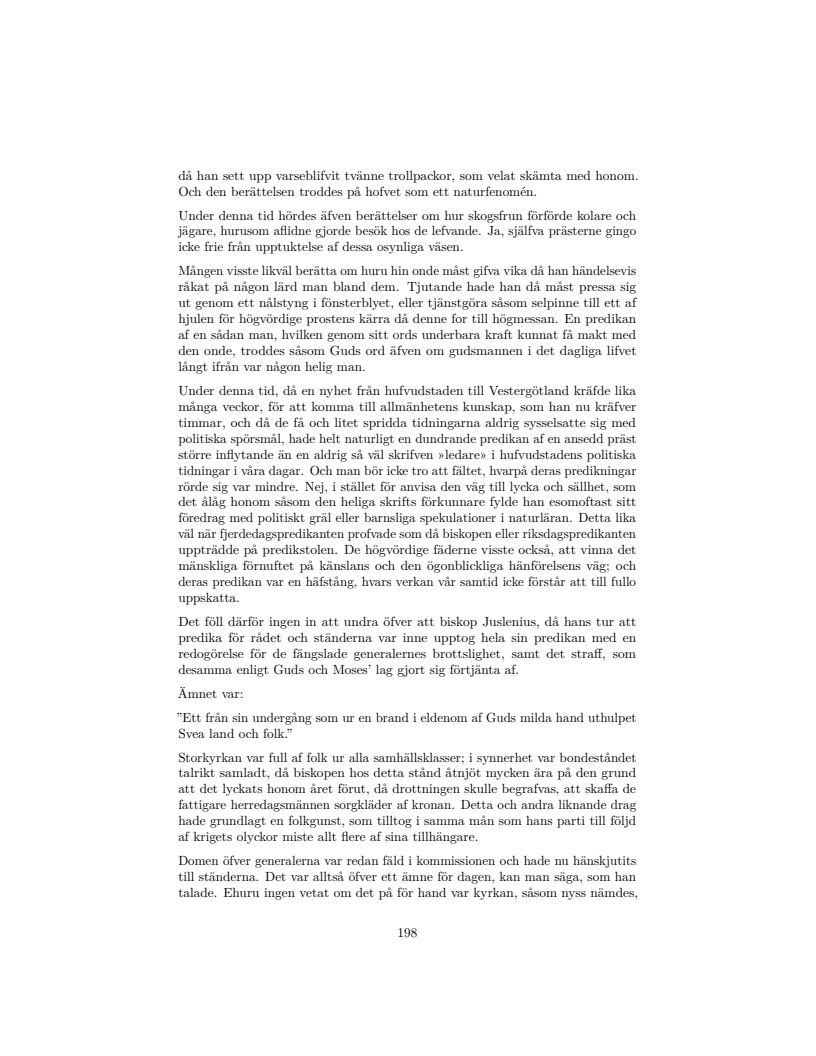 då han sett upp varseblifvit tvänne trollpackor, som velat skämta med honom.
Och den berättelsen troddes på hofvet som ett naturfenomén.
Under denna tid hördes äfven berättelser om hur skogsfrun förförde kolare och
jägare, hurusom aflidne gjorde besök hos de lefvande. Ja, själfva prästerne gingo
icke frie från upptuktelse af dessa osynliga väsen.
Mången visste likväl berätta om huru hin onde måst gifva vika då han händelsevis
råkat på någon lärd man bland dem. Tjutande hade han då måst pressa sig
ut genom ett nålstyng i fönsterblyet, eller tjänstgöra såsom selpinne till ett af
hjulen för högvördige prostens kärra då denne for till högmessan. En predikan
af en sådan man, hvilken genom sitt ords underbara kraft kunnat få makt med
den onde, troddes såsom Guds ord äfven om gudsmannen i det dagliga lifvet
långt ifrån var någon helig man.
Under denna tid, då en nyhet från hufvudstaden till Vestergötland kräfde lika
många veckor, för att komma till allmänhetens kunskap, som han nu kräfver
timmar, och då de få och litet spridda tidningarna aldrig sysselsatte sig med
politiska spörsmål, hade helt naturligt en dundrande predikan af en ansedd präst
större inflytande än en aldrig så väl skrifven »ledare» i hufvudstadens politiska
tidningar i våra dagar. Och man bör icke tro att fältet, hvarpå deras predikningar
rörde sig var mindre. Nej, i stället för anvisa den väg till lycka och sällhet, som
det ålåg honom såsom den heliga skrifts förkunnare fylde han esomoftast sitt
föredrag med politiskt gräl eller barnsliga spekulationer i naturläran. Detta lika
väl när fjerdedagspredikanten profvade som då biskopen eller riksdagspredikanten
uppträdde på predikstolen. De högvördige fäderne visste också, att vinna det
mänskliga förnuftet på känslans och den ögonblickliga hänförelsens väg; och
deras predikan var en häfstång, hvars verkan vår samtid icke förstår att till fullo
uppskatta.
Det föll därför ingen in att undra öfver att biskop Juslenius, då hans tur att
predika för rådet och ständerna var inne upptog hela sin predikan med en
redogörelse för de fängslade generalernes brottslighet, samt det straff, som
desamma enligt Guds och Moses’ lag gjort sig förtjänta af.
Ämnet var:
”Ett från sin undergång som ur en brand i eldenom af Guds milda hand uthulpet
Svea land och folk.”
Storkyrkan var full af folk ur alla samhällsklasser; i synnerhet var bondeståndet
talrikt samladt, då biskopen hos detta stånd åtnjöt mycken ära på den grund
att det lyckats honom året förut, då drottningen skulle begrafvas, att skaffa de
fattigare herredagsmännen sorgkläder af kronan. Detta och andra liknande drag
hade grundlagt en folkgunst, som tilltog i samma mån som hans parti till följd
af krigets olyckor miste allt flere af sina tillhängare.
Domen öfver generalerna var redan fäld i kommissionen och hade nu hänskjutits
till ständerna. Det var alltså öfver ett ämne för dagen, kan man säga, som han
talade. Ehuru ingen vetat om det på för hand var kyrkan, såsom nyss nämdes,
198